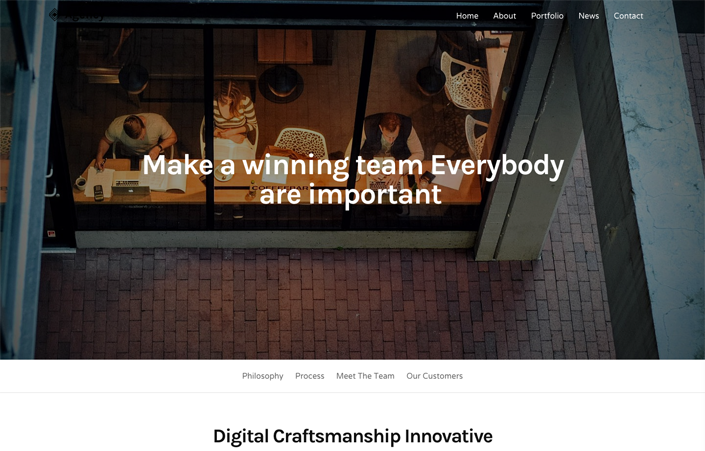 Home About Portfolio News Contact
Make a winning team Everybody
are important
Philosophy Process Meet The Team Our Customers
Digital Craftsmanship Innovative